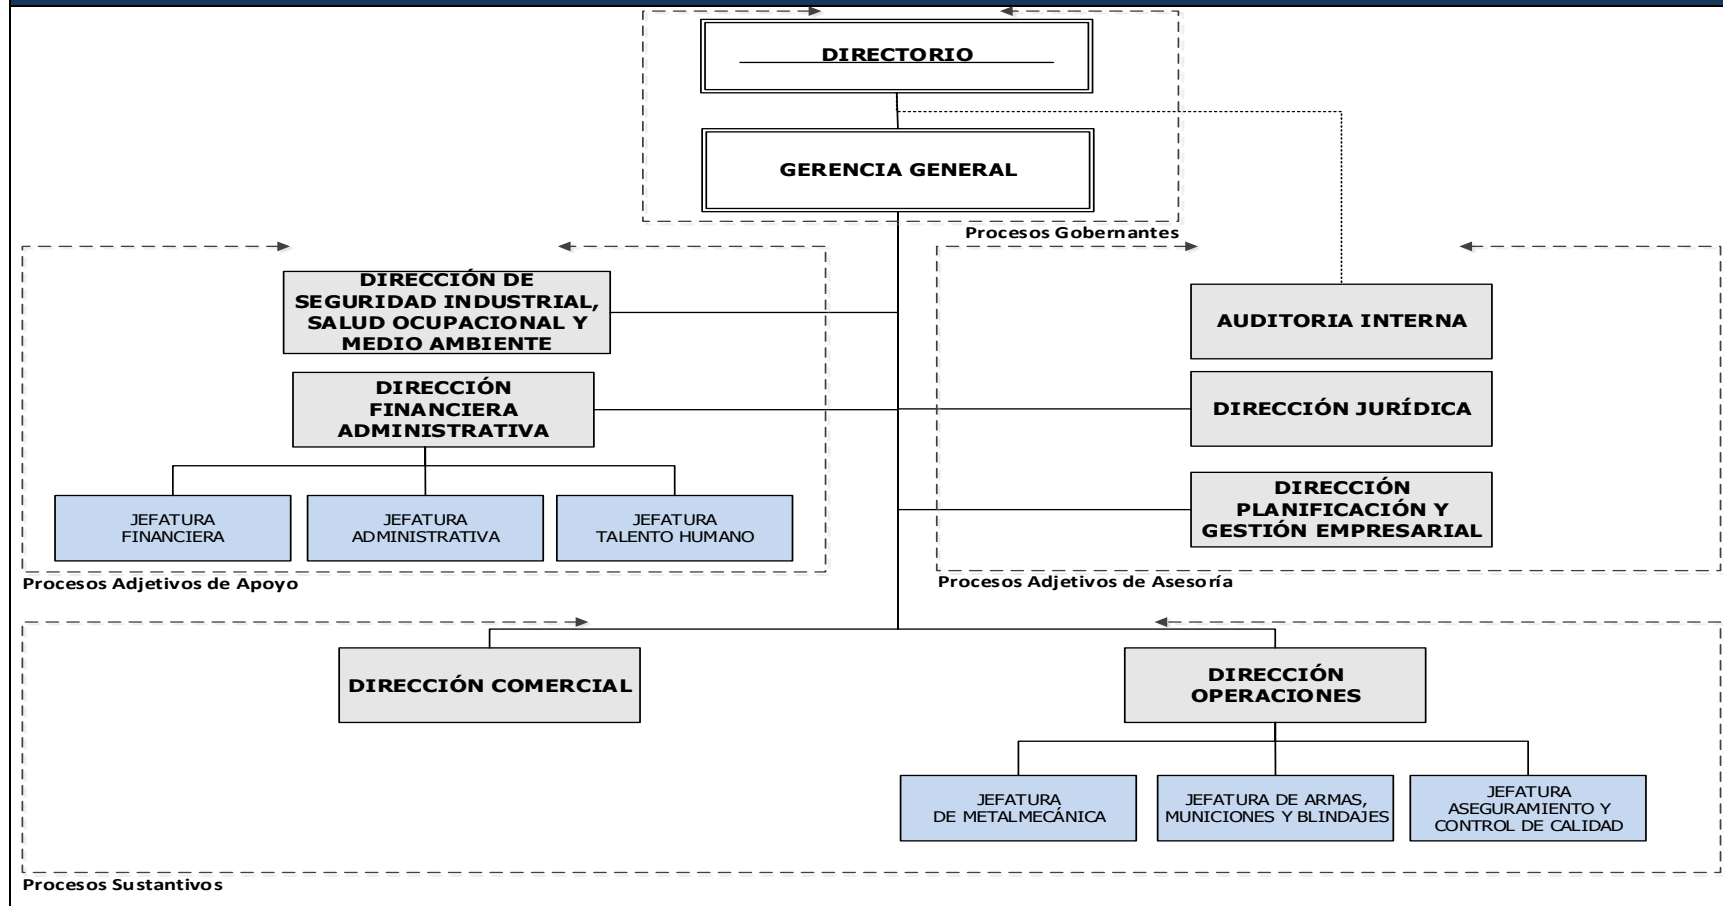 DIRECTORIO
GERENCIA GENERAL
Procesos Gobernantes
DIRECCIÓN DE
SEGURIDAD INDUSTRIAL,
SALUD OCUPACIONAL Y
MEDIO AMBIENTE
DIRECCIÓN
FINANCIERA
ADMINISTRATIVA
JEFATURA
FINANCIERA
JEFATURA
ADMINISTRATIVA
JEFATURA
TALENTO HUMANO
Procesos Adjetivos de Apoyo
AUDITORIA INTERNA
DIRECCIÓN JURÍDICA
DIRECCIÓN
PLANIFICACIÓN Y
GESTIÓN EMPRESARIAL
Procesos Adjetivos de Asesoría
DIRECCIÓN COMERCIAL
DIRECCIÓN
OPERACIONES
JEFATURA
DE METALMECÁNICA
JEFATURA DE ARMAS,
MUNICIONES Y BLINDAJES
JEFATURA
ASEGURAMIENTO Y
CONTROL DE CALIDAD
Procesos Sustantivos